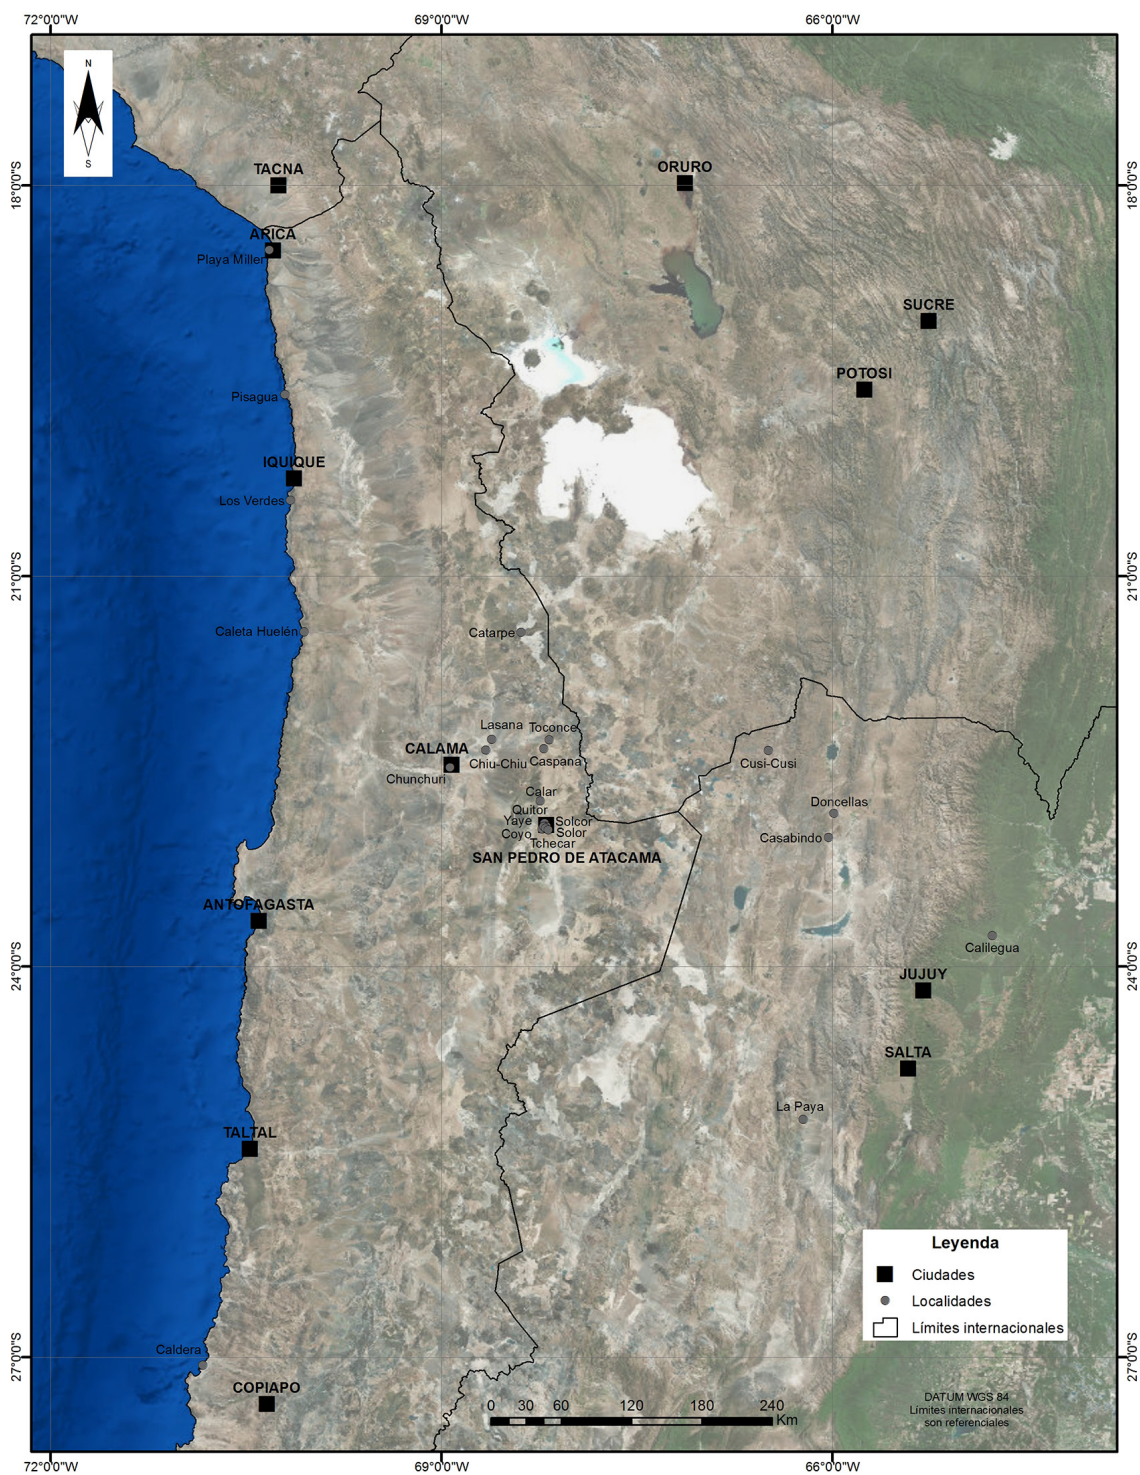 72°0'0"W
69°0'0"W
66°0'0"W
N
S
18°0'0"S
18°0'0"S
TACNA
ORURO
ARICA
Playa Miller
SUCRE
POTOSI
Pisagua
IQUIQUE
Los Verdes
21°0'0"S
21°0'0"S
Caleta Huelén
Catarpe
Lasana
Toconce
CALAMA
Chiu-Chiu
Caspana
Cusi-Cusi
Chunchuri
Calar
Doncellas
Quitor
Yaye
Solcor
Coyo
Solor
Casabindo
Tchecar
SAN PEDRO DE ATACAMA
ANTOFAGASTA
Calilegua
24°0'0"S
24°0'0"S
JUJUY
SALTA
La Paya
TALTAL
Leyenda
Ciudades
Localidades
Límites internacionales
Caldera
27°0'0"S
27°0'0"S
COPIAPO
0 30 60 120 180 240
Km
DATUM WGS 84
Límites internacionales
son referenciales
72°0'0"W
69°0'0"W
66°0'0"W